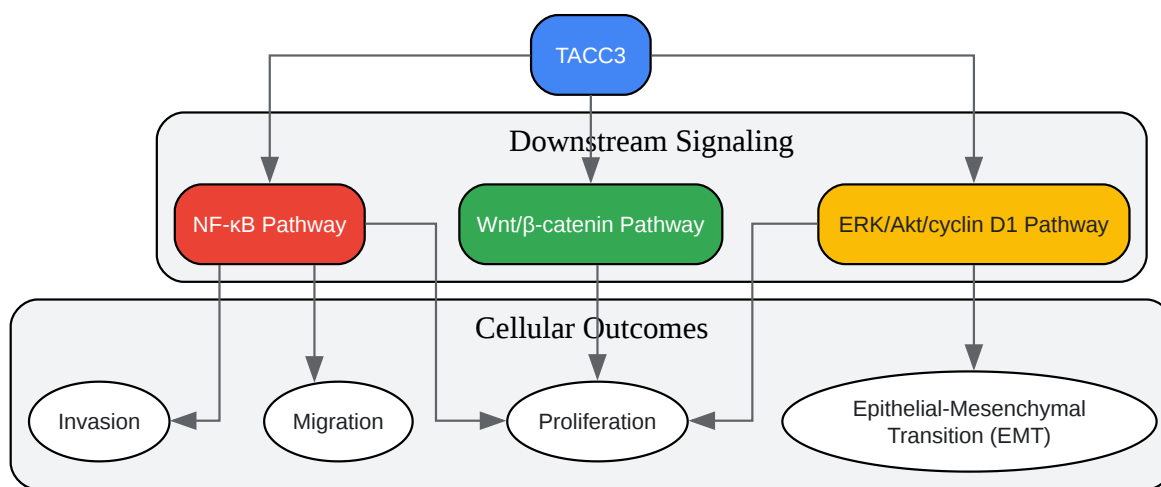 TACC3
Downstream Signaling
NF-κB Pathway
Wnt/β-catenin Pathway
ERK/Akt/cyclin D1 Pathway
Cellular Outcomes
Invasion
Migration
Proliferation
Epithelial-Mesenchymal
Transition (EMT)